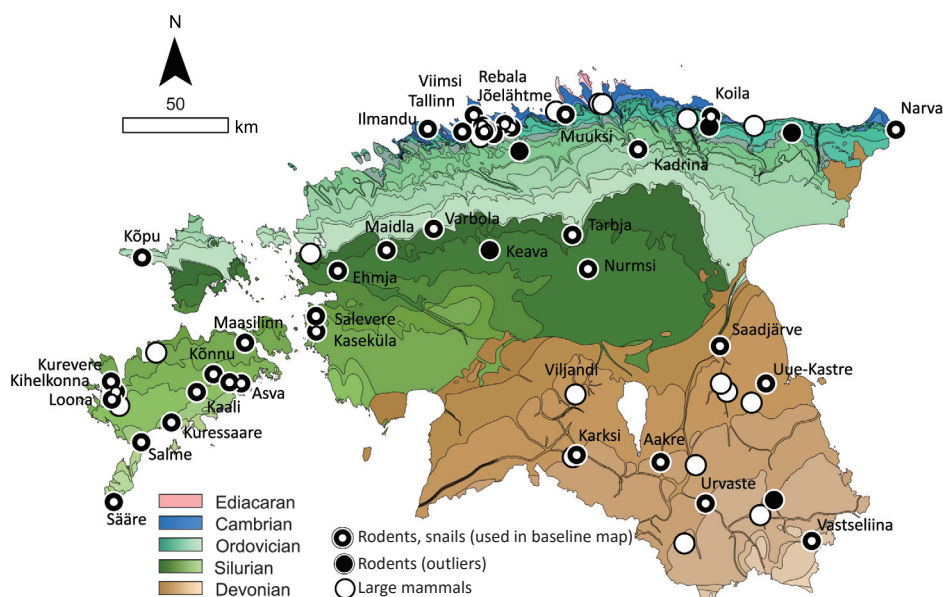 N
50
km
Viimsi
Rebala
Tallinn
Jõelähtme
Ilmandu
Koila
Narva
Muuksi
Kadrina
Varbola
Tarbja
Maidla
Kõpu
Keava
Nurmsi
Ehmja
Maasilinn
Salevere
Kaseküla
Saadjärve
Kurevere
Kõnnu
Kihelkonna
Viljandi
Uue-Kastre
Loona
Asva
Kaali
Kuressaare
Karksi
Aakre
Salme
Urvaste
Sääre
Vastseliina
Ediacaran
Cambrian
Ordovician
Silurian
Devonian
Rodents, snails (used in baseline map)
Rodents (outliers)
Large mammals